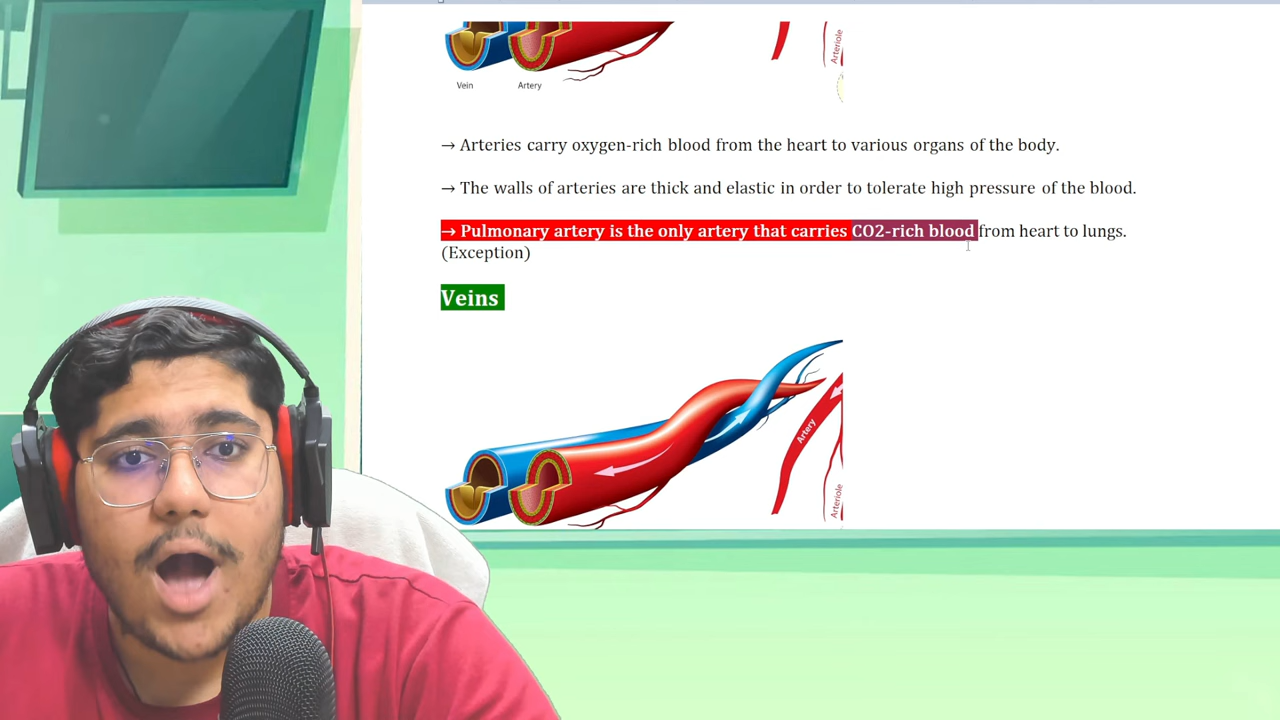 Vein Artery Arteriole
→ Arteries carry oxygen-rich blood from the heart to various organs of the body.
→ The walls of arteries are thick and elastic in order to tolerate high pressure of the blood.
→ Pulmonary artery is the only artery that carries CO2-rich blood from heart to lungs.
(Exception)
Veins
Artery
Arteriole